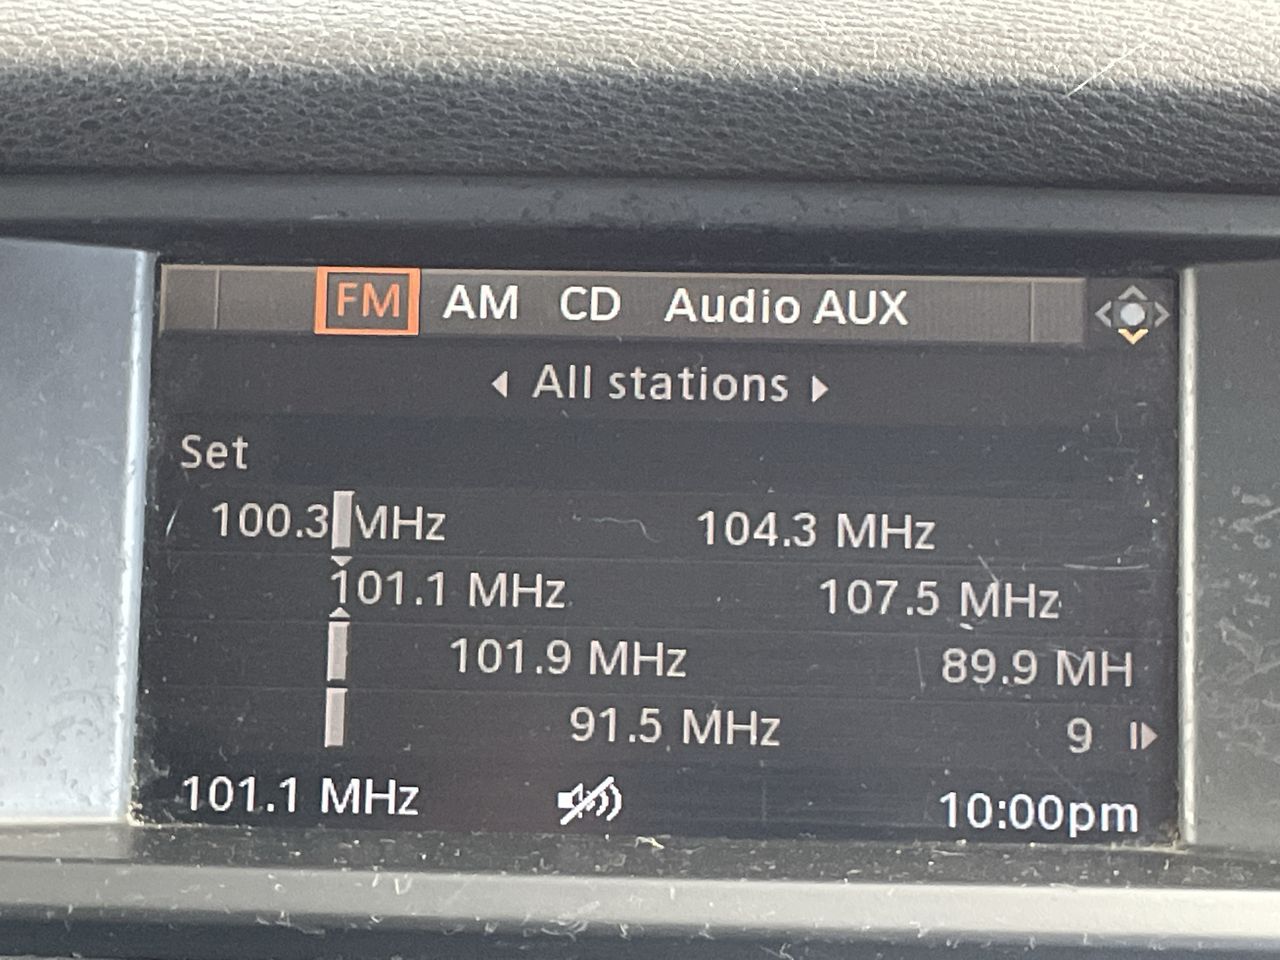 FM AM CD Audio AUX
All stations
Set
100.3 MHz 104.3 MHz
101.1 MHz 107.5 MHz
101.9 MHz 89.9 MH
91.5 MHz 9
101.1 MHz 10:00pm